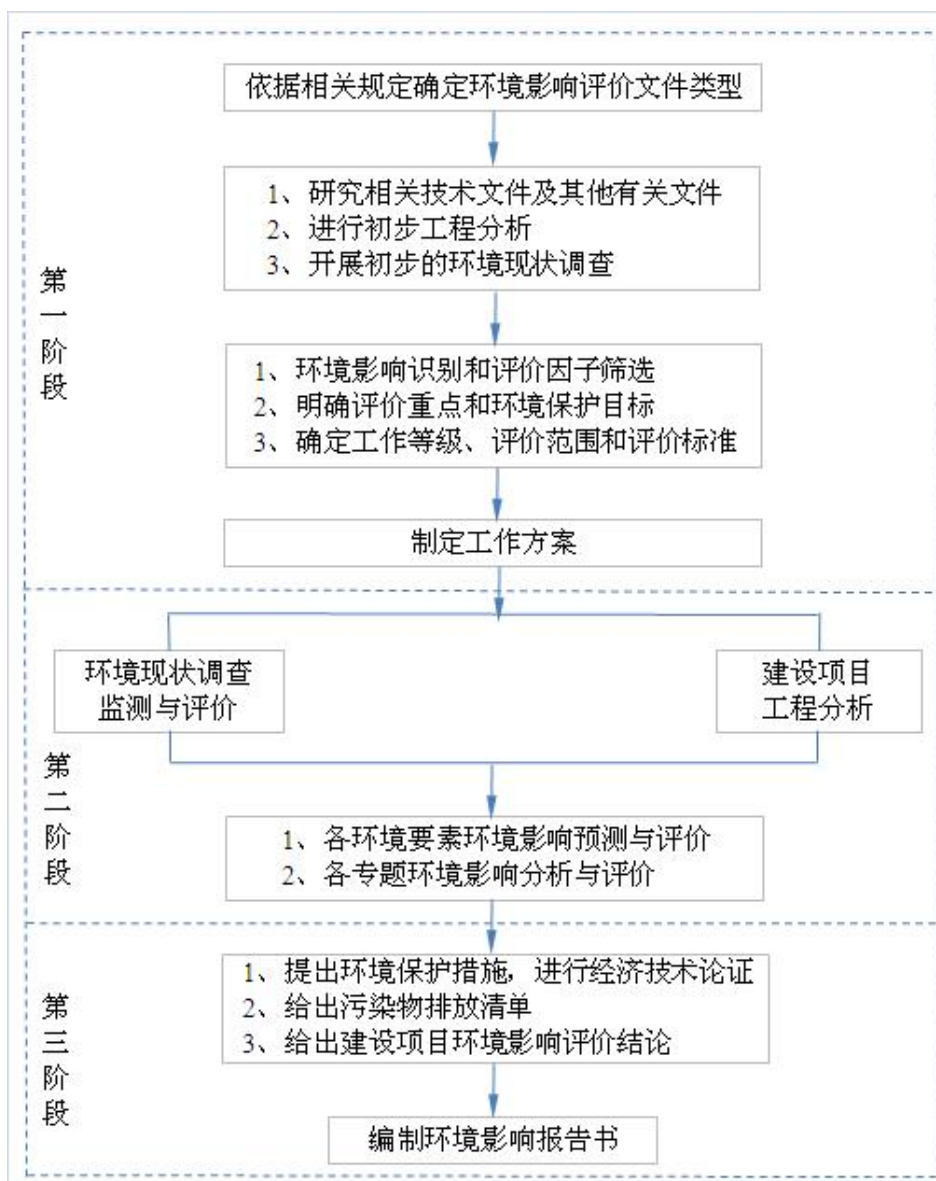 依据相关规定确定环境影响评价文件类型
1、研究相关技术文件及其他有关文件
2、进行初步工程分析
3、开展初步的环境现状调查
第一阶段
1、环境影响识别和评价因子筛选
2、明确评价重点和环境保护目标
3、确定工作等级、评价范围和评价标准
制定工作方案
环境现状调查
监测与评价
建设项目
工程分析
第二阶段
1、各环境要素环境影响预测与评价
2、各专题环境影响分析与评价
第三阶段
1、提出环境保护措施，进行经济技术论证
2、给出污染物排放清单
3、给出建设项目环境影响评价结论
编制环境影响报告书